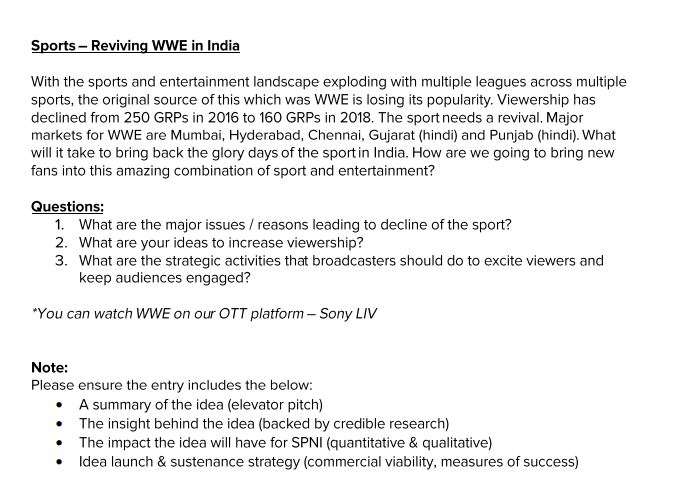 Sports – Reviving WWE in India
With the sports and entertainment landscape exploding with multiple leagues across multiple
sports, the original source of this which was WWE is losing its popularity. Viewership has
declined from 250 GRPs in 2016 to 160 GRPs in 2018. The sport needs a revival. Major
markets for WWE are Mumbai, Hyderabad, Chennai, Gujarat (hindi) and Punjab (hindi). What
will it take to bring back the glory days of the sport in India. How are we going to bring new
fans into this amazing combination of sport and entertainment?
Questions:
1. What are the major issues / reasons leading to decline of the sport?
2. What are your ideas to increase viewership?
3. What are the strategic activities that broadcasters should do to excite viewers and
keep audiences engaged?
*You can watch WWE on our OTT platform – Sony LIV
Note:
Please ensure the entry includes the below:
• A summary of the idea (elevator pitch)
• The insight behind the idea (backed by credible research)
• The impact the idea will have for SPNI (quantitative & qualitative)
• Idea launch & sustenance strategy (commercial viability, measures of success)